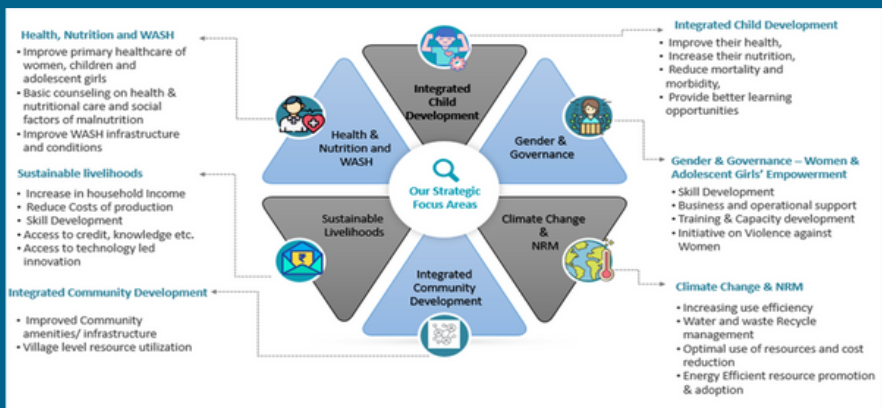 Health, Nutrition and WASH
• Improve primary healthcare of
women, children and
adolescent girls
• Basic counseling on health &
nutritional care and social
factors of malnutrition
• Improve WASH infrastructure
and conditions
Sustainable livelihoods
• Increase in household Income
• Reduce Costs of production
• Skill Development
• Access to credit, knowledge etc.
• Access to technology led
innovation
Integrated Community Development
• Improved Community
amenities/ infrastructure
• Village level resource utilization
Integrated
Child
Development
Health &
Nutrition and
WASH
Gender &
Governance
Our Strategic
Focus Areas
Sustainable
Livelihoods
Climate Change
&
NRM
Integrated
Community
Development
Integrated Child Development
• Improve their health,
• Increase their nutrition,
• Reduce mortality and
morbidity,
• Provide better learning
opportunities
Gender & Governance – Women &
Adolescent Girls' Empowerment
• Skill Development
• Business and operational support
• Training & Capacity development
• Initiative on Violence against
Women
Climate Change & NRM
• Increasing use efficiency
• Water and waste Recycle
management
• Optimal use of resources and cost
reduction
• Energy Efficient resource promotion
& adoption
₹